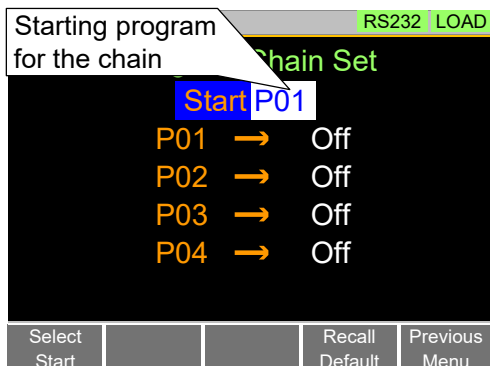 Starting program
for the chain
RS232 LOAD
Chain Set
Start P01
P01 → Off
P02 → Off
P03 → Off
P04 → Off
Select Recall Previous
Start Default Menu